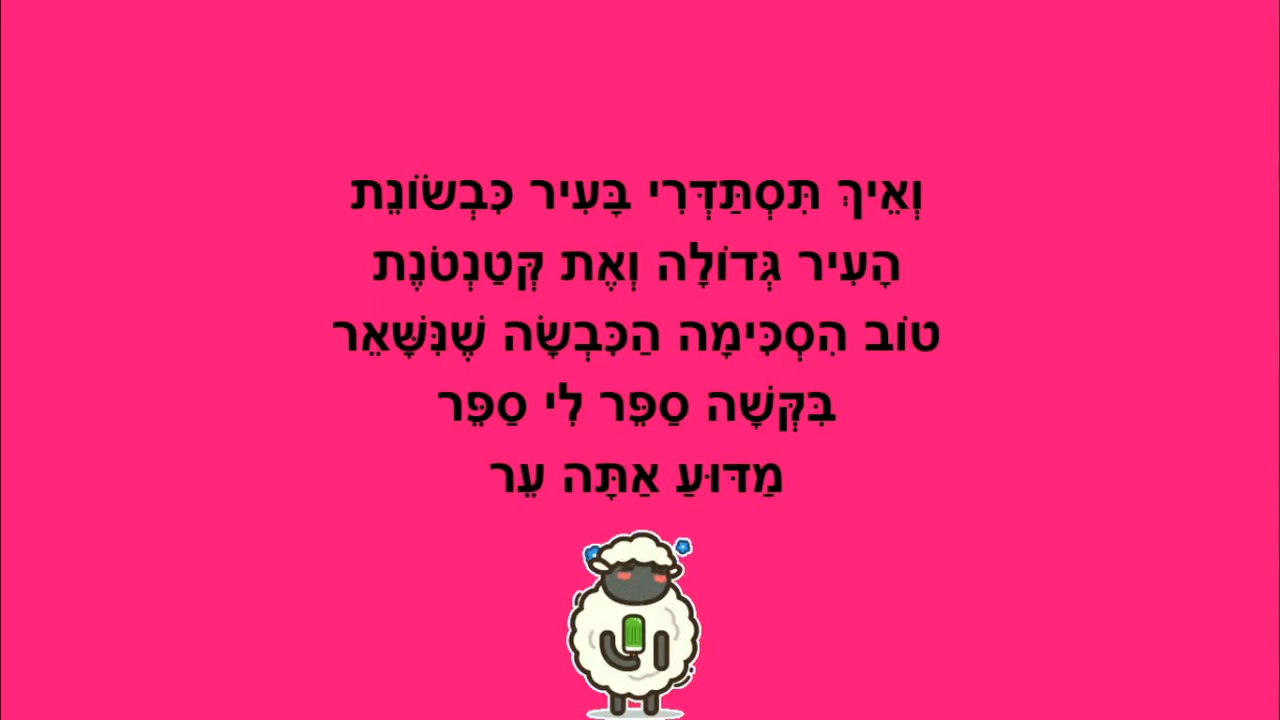 וְאֵיךְ תִּסְתַּדְּרִי בָּעִיר כִּבְשׂוֹנֵת
הָעִיר גְּדוֹלָה וְאֶת קְּטַנְטֹנֶת
טוֹב הִסְכִּימָה הַכִּבְשָׂה שֶׁנִּשָּׁאֵר
בִּקְּשָׁה סַפֵּר לִי סַפֵּר
מַדּוּעַ אַתָּה עֵר